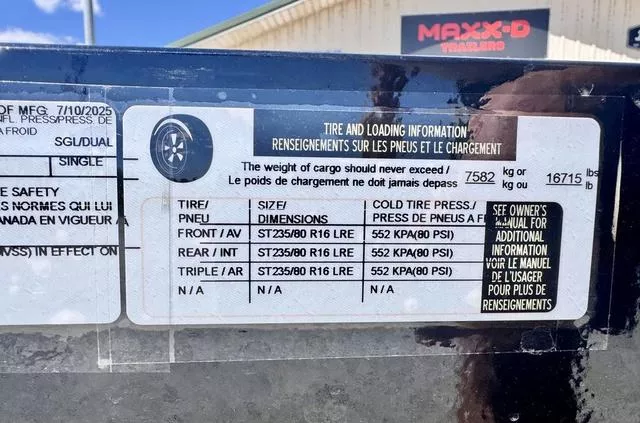 MAXX-D
TRAILERS
OF MFG 7/10/2025
NFL. PRESS/PRESS. DE
A FROID
SGL/DUAL
SINGLE
E SAFETY
S NORMES QUI LUI
ANADA EN VIGUEUR
MVSS) IN EFFECT ON
TIRE AND LOADING INFORMATION
RENSEIGNEMENTS SUR LES PNEUS ET LE CHARGEMENT
The weight of cargo should never exceed / 7582 kg or 16715 lbs
Le poids de chargement ne doit jamais depass kg ou lb
TIRE/ SIZE/ COLD TIRE PRESS./
PNEU DIMENSIONS PRESS DE PNEUS A F
FRONT / AV ST235/80 R16 LRE 552 KPA(80 PSI)
REAR / INT ST235/80 R16 LRE 552 KPA(80 PSI)
TRIPLE / AR ST235/80 R16 LRE 552 KPA(80 PSI)
N / A N / A N / A
SEE OWNER'S
MANUAL FOR
ADDITIONAL
INFORMATION
VOIR LE MANUEL
DE L'USAGER
POUR PLUS DE
RENSEIGNEMENTS